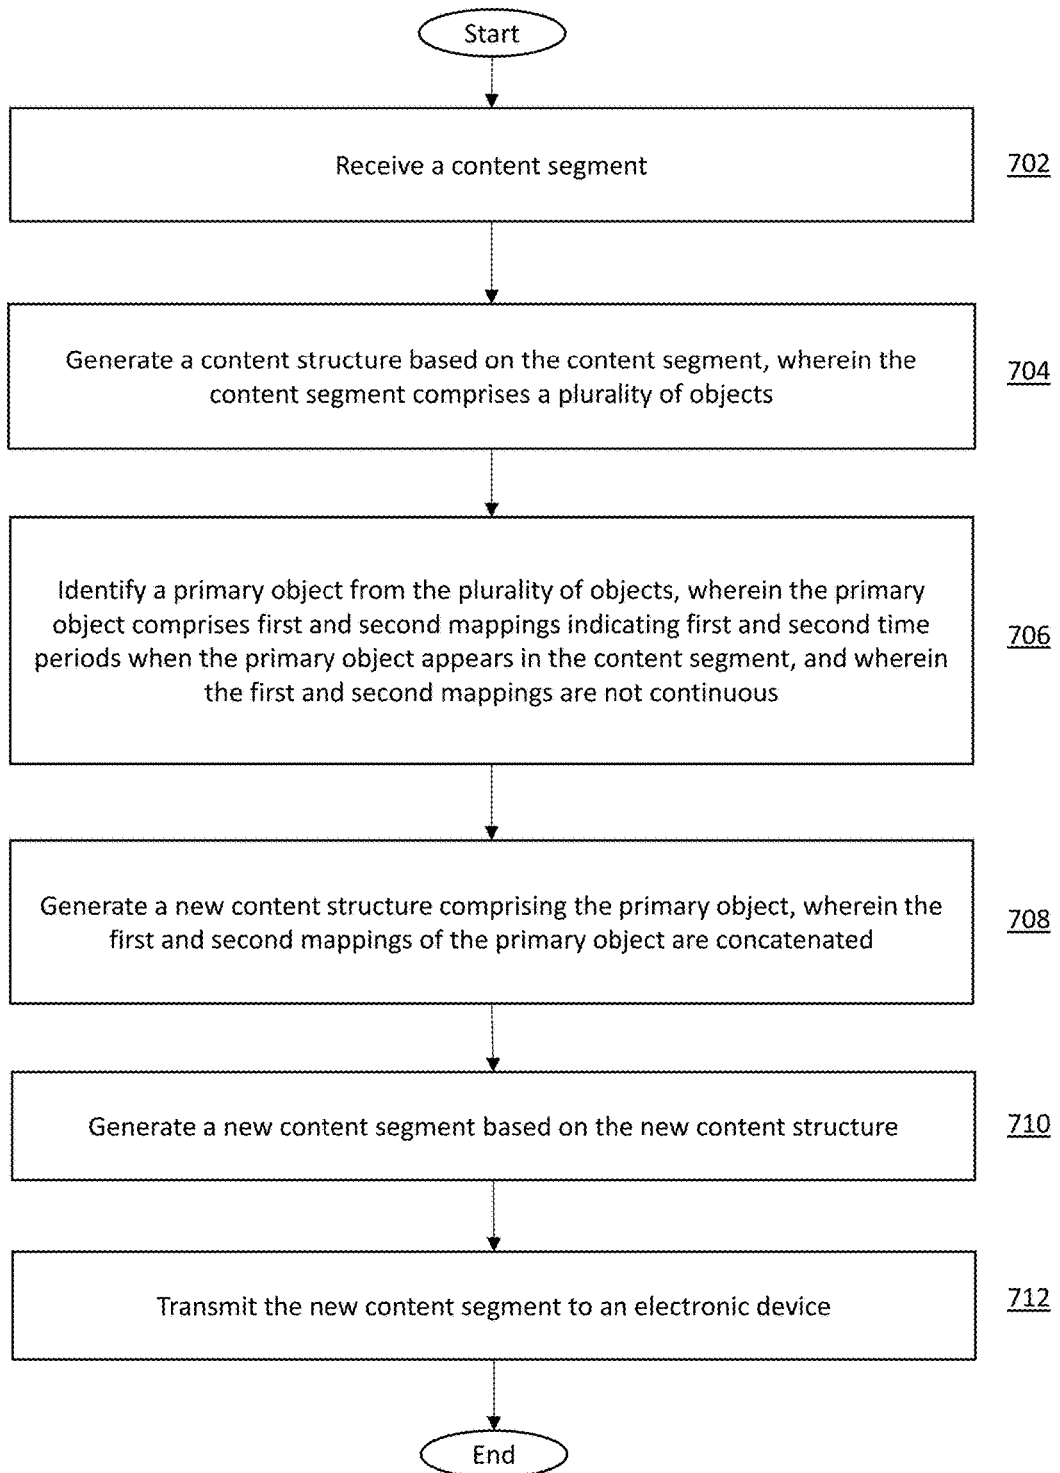 Start
Receive a content segment
702
Generate a content structure based on the content segment, wherein the
content segment comprises a plurality of objects
704
Identify a primary object from the plurality of objects, wherein the primary
object comprises first and second mappings indicating first and second time
periods when the primary object appears in the content segment, and wherein
the first and second mappings are not continuous
706
Generate a new content structure comprising the primary object, wherein the
first and second mappings of the primary object are concatenated
708
Generate a new content segment based on the new content structure
710
Transmit the new content segment to an electronic device
712
End